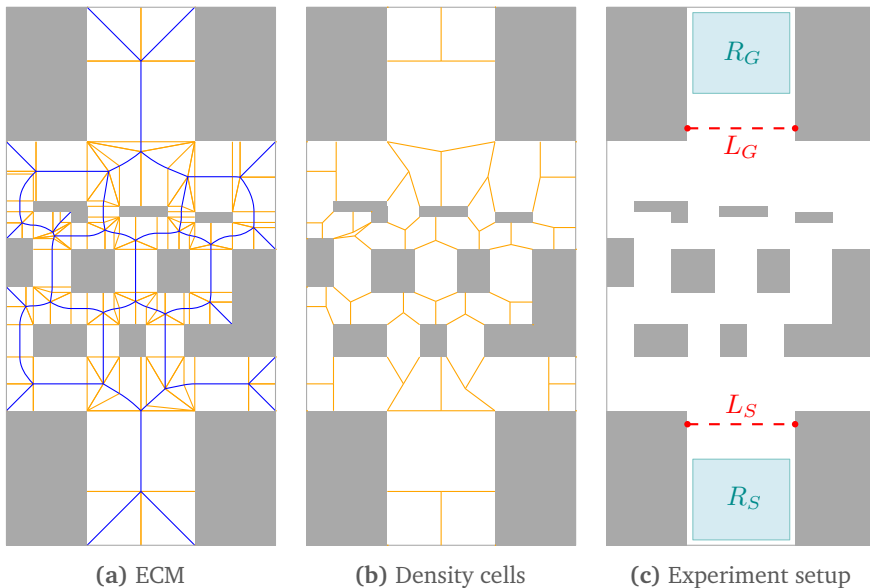 R_G
L_G
L_S
R_S
(a) ECM
(b) Density cells
(c) Experiment setup